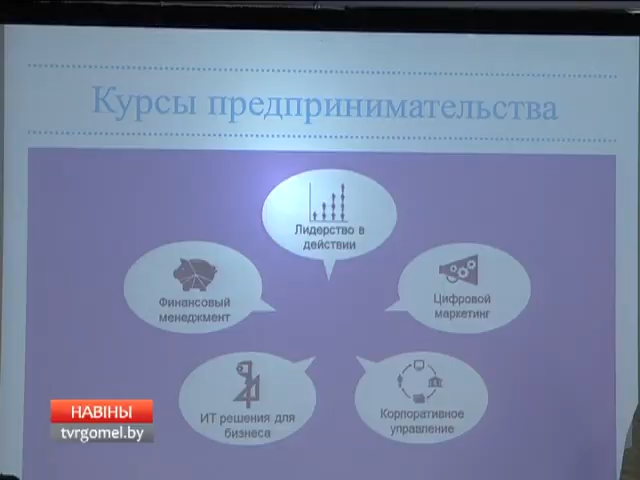 Курсы предпринимательства
Лидерство в
действии
Финансовый
менеджмент
Цифровой
маркетинг
ИТ решения для
бизнеса
Корпоративное
управление
НАВІНЫ
tvrgomel.by